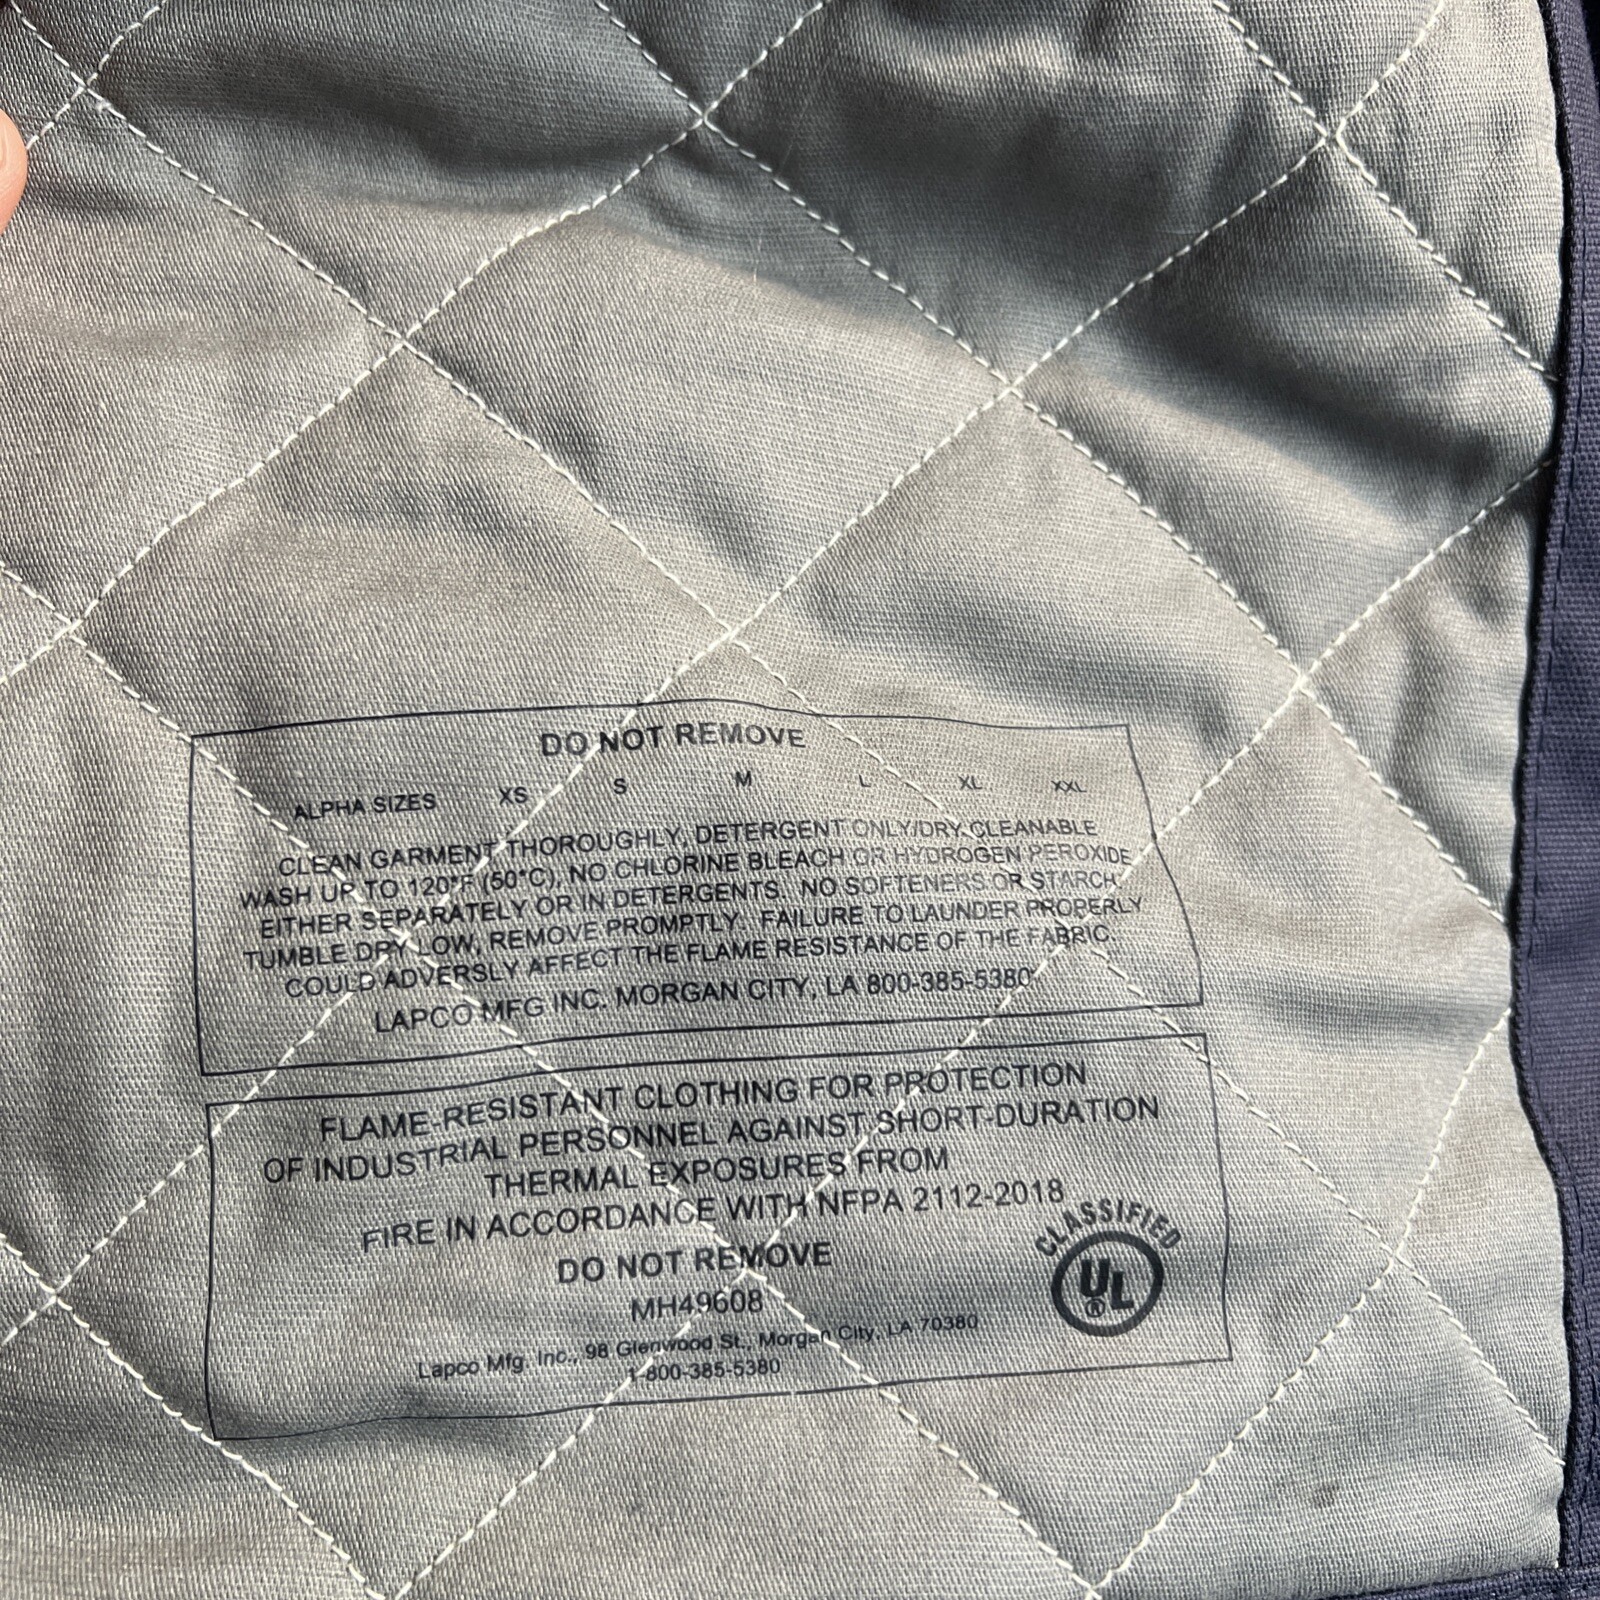 DO NOT REMOVE
ALPHA SIZES XS S M L XL XXL
CLEAN GARMENT THOROUGHLY, DETERGENT ONLY/DRY CLEANABLE
WASH UP TO 120°F (50°C), NO CHLORINE BLEACH OR HYDROGEN PEROXIDE
EITHER SEPARATELY OR IN DETERGENTS. NO SOFTENERS OR STARCH.
TUMBLE DRY LOW, REMOVE PROMPTLY. FAILURE TO LAUNDER PROPERLY
COULD ADVERSLY AFFECT THE FLAME RESISTANCE OF THE FABRIC.
LAPCO MFG INC. MORGAN CITY, LA 800-385-5380
FLAME-RESISTANT CLOTHING FOR PROTECTION
OF INDUSTRIAL PERSONNEL AGAINST SHORT-DURATION
THERMAL EXPOSURES FROM
FIRE IN ACCORDANCE WITH NFPA 2112-2018
CLASSIFIED
UL®
DO NOT REMOVE
MH49608
Lapco Mfg. Inc., 98 Glenwood St., Morgan City, LA 70380
1-800-385-5380